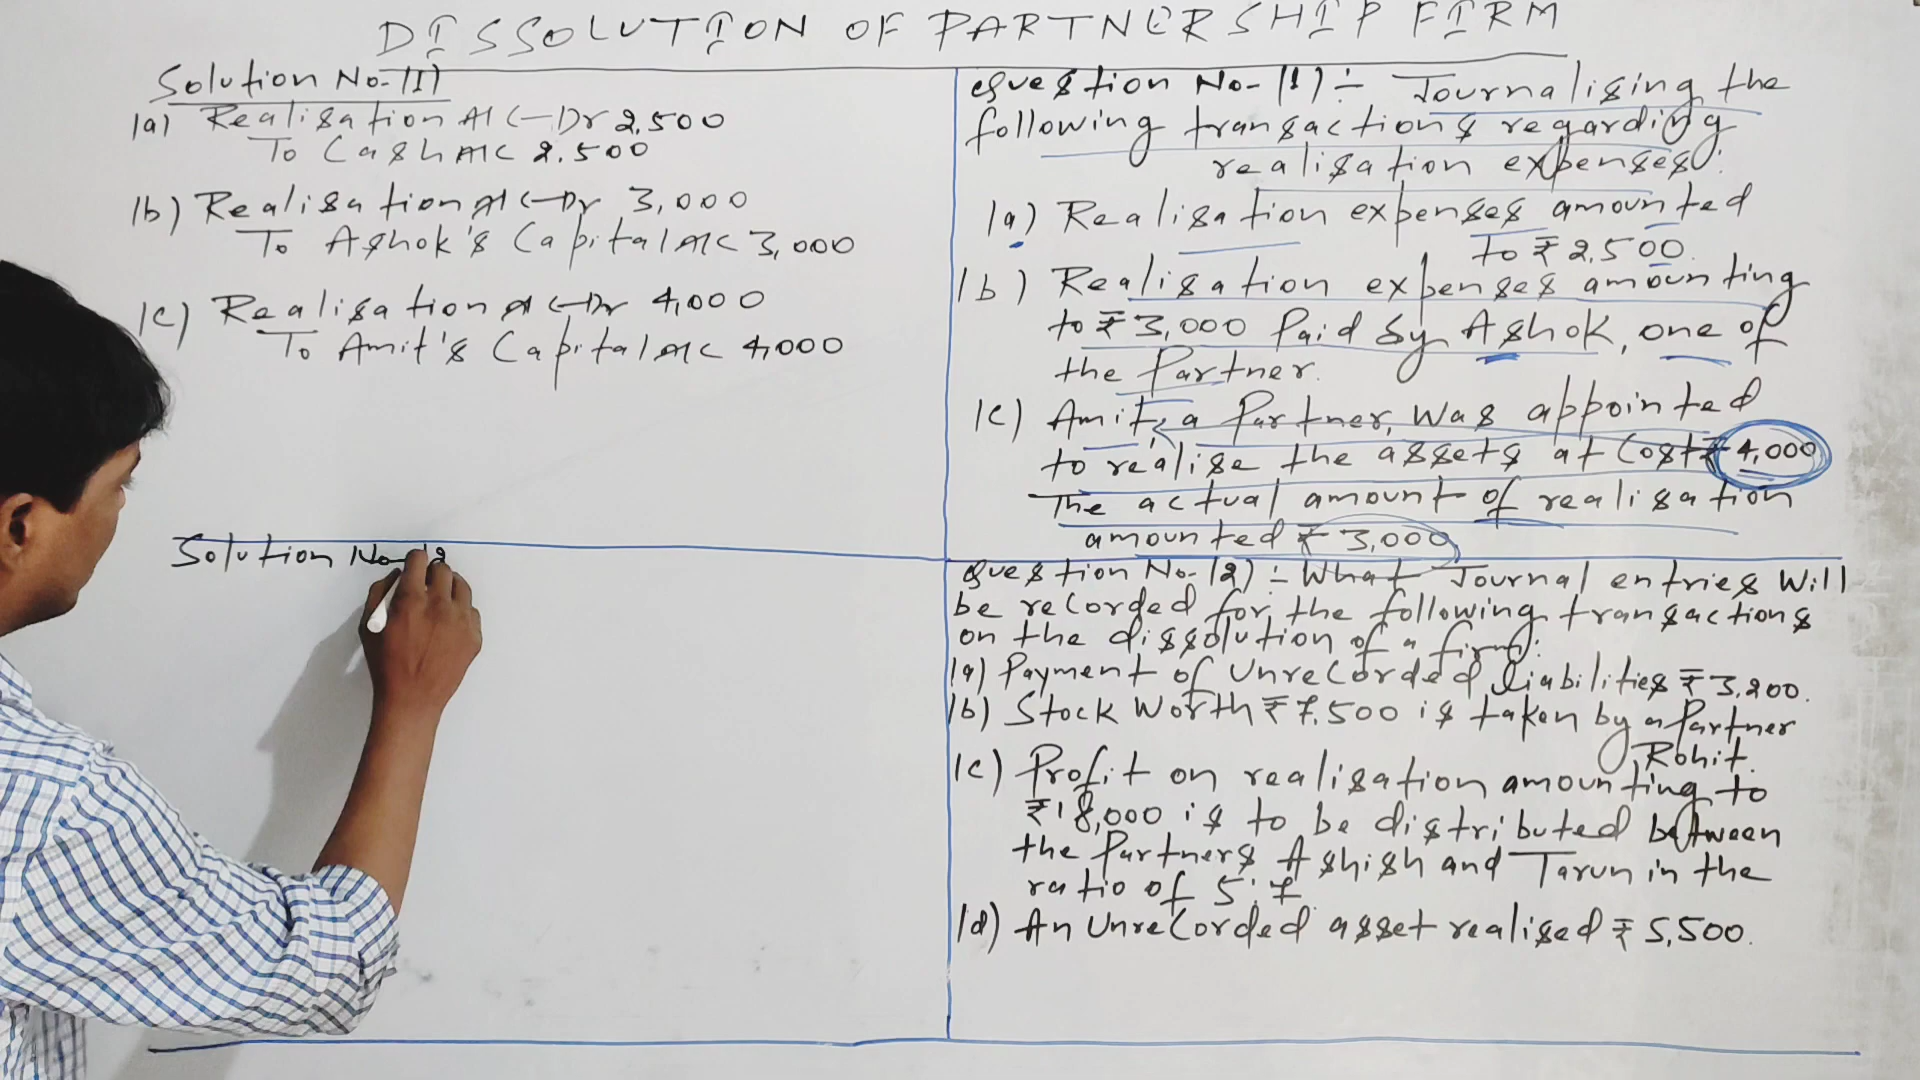 DISSOLUTION OF PARTNERSHIP FIRM
Solution No-(11)
(a) Realisation A/c-Dr 2,500
To Cash A/c 2,500
(b) Realisation A/c-Dr 3,000
To Ashok's Capital A/c 3,000
(c) Realisation A/c-Dr 4,000
To Amit's Capital A/c 4,000
Solution No-(12
Question No-(11):- Journalising the
following transactions regarding
realisation expenses:
(a) Realisation expenses amounted
to ₹2,500.
(b) Realisation expenses amounting
to ₹3,000 Paid by Ashok, one of
the Partner.
(c) Amit, a Partner, was appointed
to realise the assets at Cost ₹4,000
The actual amount of realisation
amounted ₹3,000
Question No-(12):- What Journal entries Will
be recorded for the following transactions
on the dissolution of a firm:
(a) Payment of Unrecorded liabilities ₹3,200.
(b) Stock Worth ₹7,500 is taken by a Partner
Rohit.
(c) Profit on realisation amounting to
₹18,000 is to be distributed between
the Partners Ashish and Tarun in the
ratio of 5:7.
(d) An Unrecorded asset realised ₹5,500.